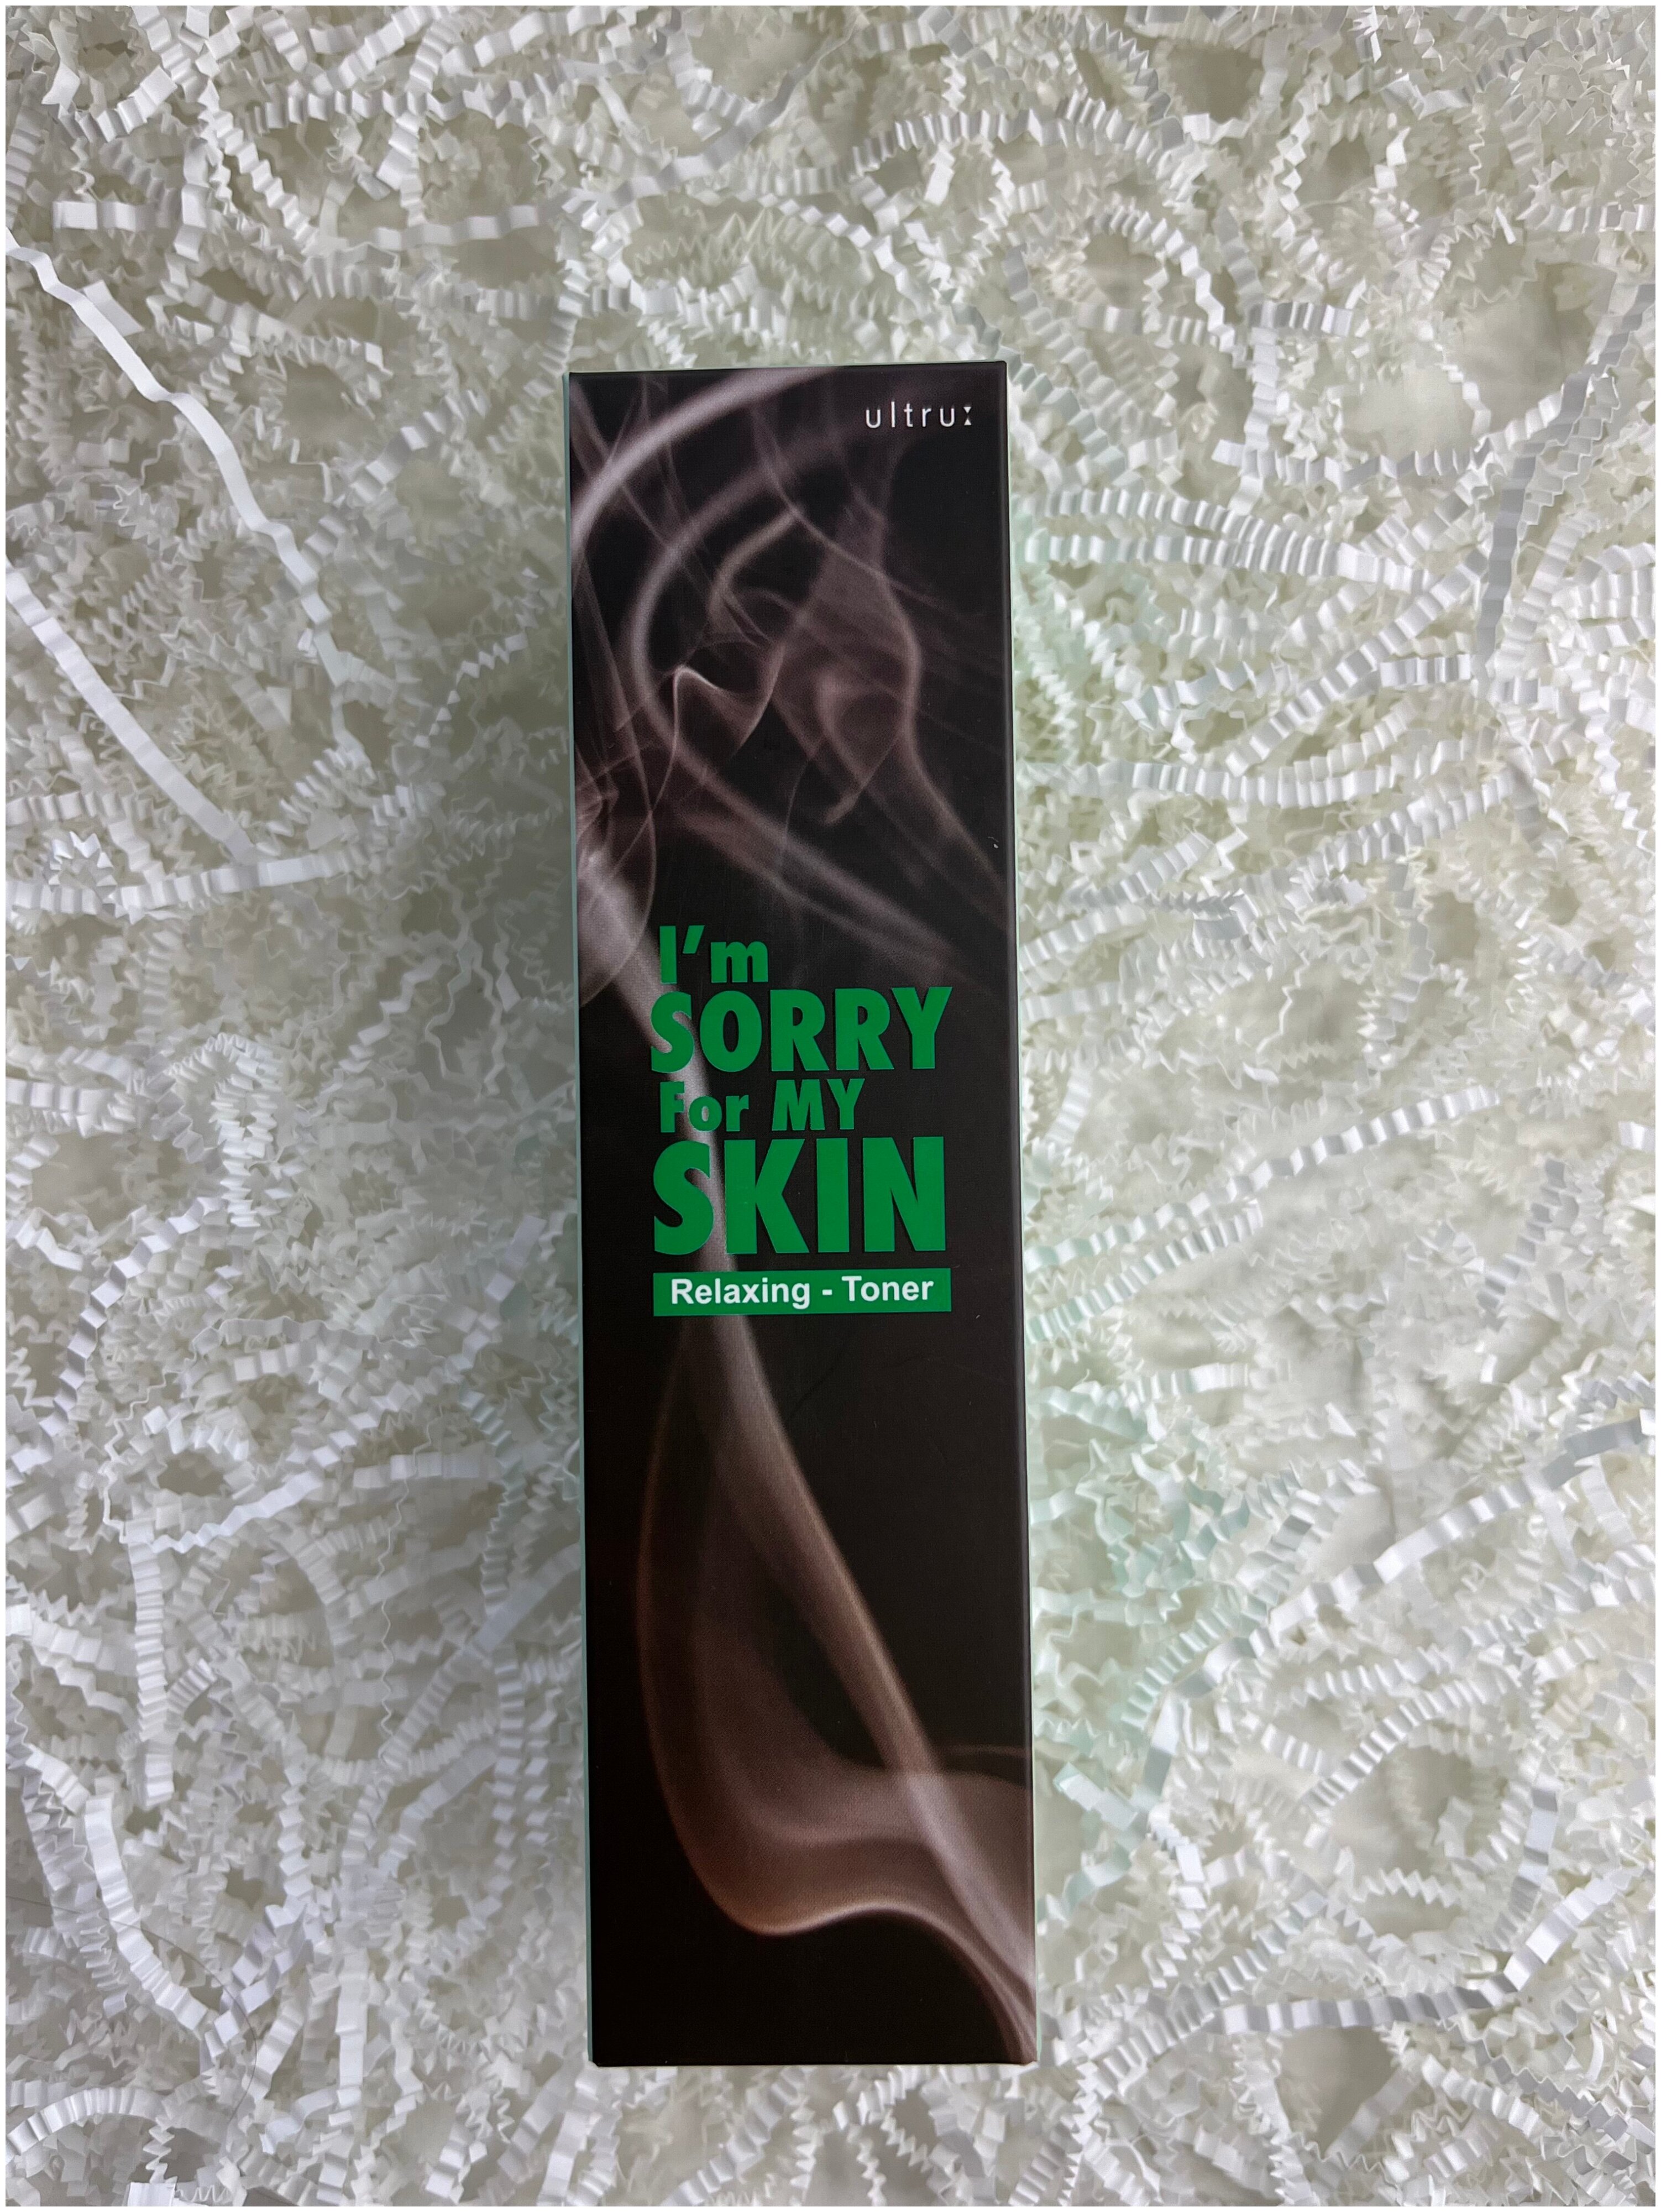 ultru:
I'm
SORRY
For MY
SKIN
Relaxing - Toner